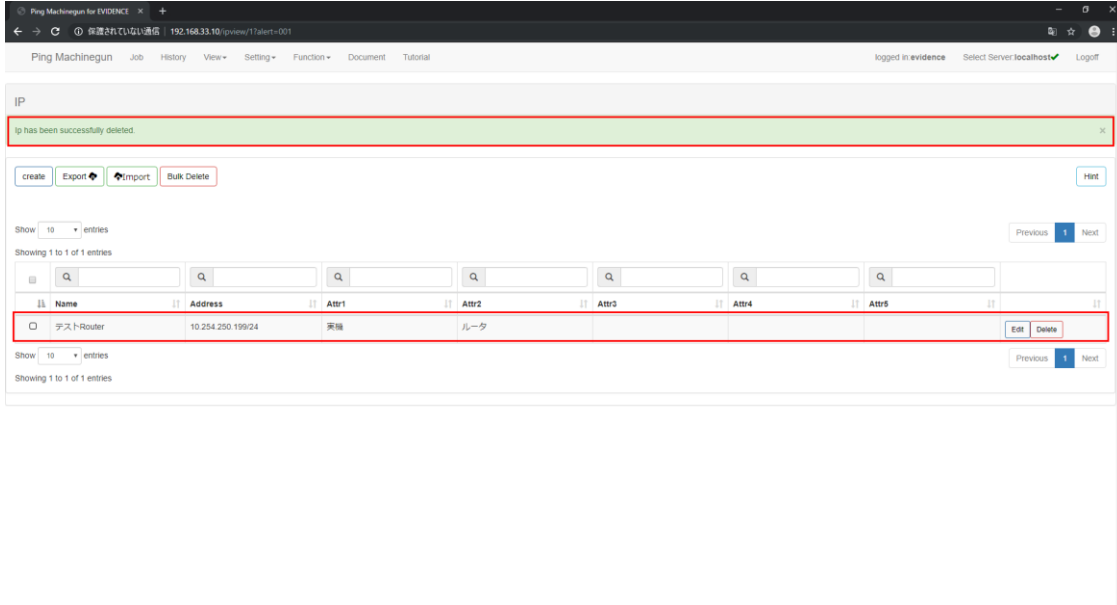 Ping Machinegun for EVIDENCE
保護されていない通信 | 192.168.33.10/ipview/1?alert=001
Ping Machinegun Job History View Setting Function Document Tutorial logged in:evidence Select Server:localhost Logoff
IP
Ip has been successfully deleted. ×
create Export Import Bulk Delete Hint
Show 10 entries Previous 1 Next
Showing 1 to 1 of 1 entries
Name Address Attr1 Attr2 Attr3 Attr4 Attr5
テストRouter 10.254.250.199/24 実機 ルータ Edit Delete
Show 10 entries Previous 1 Next
Showing 1 to 1 of 1 entries